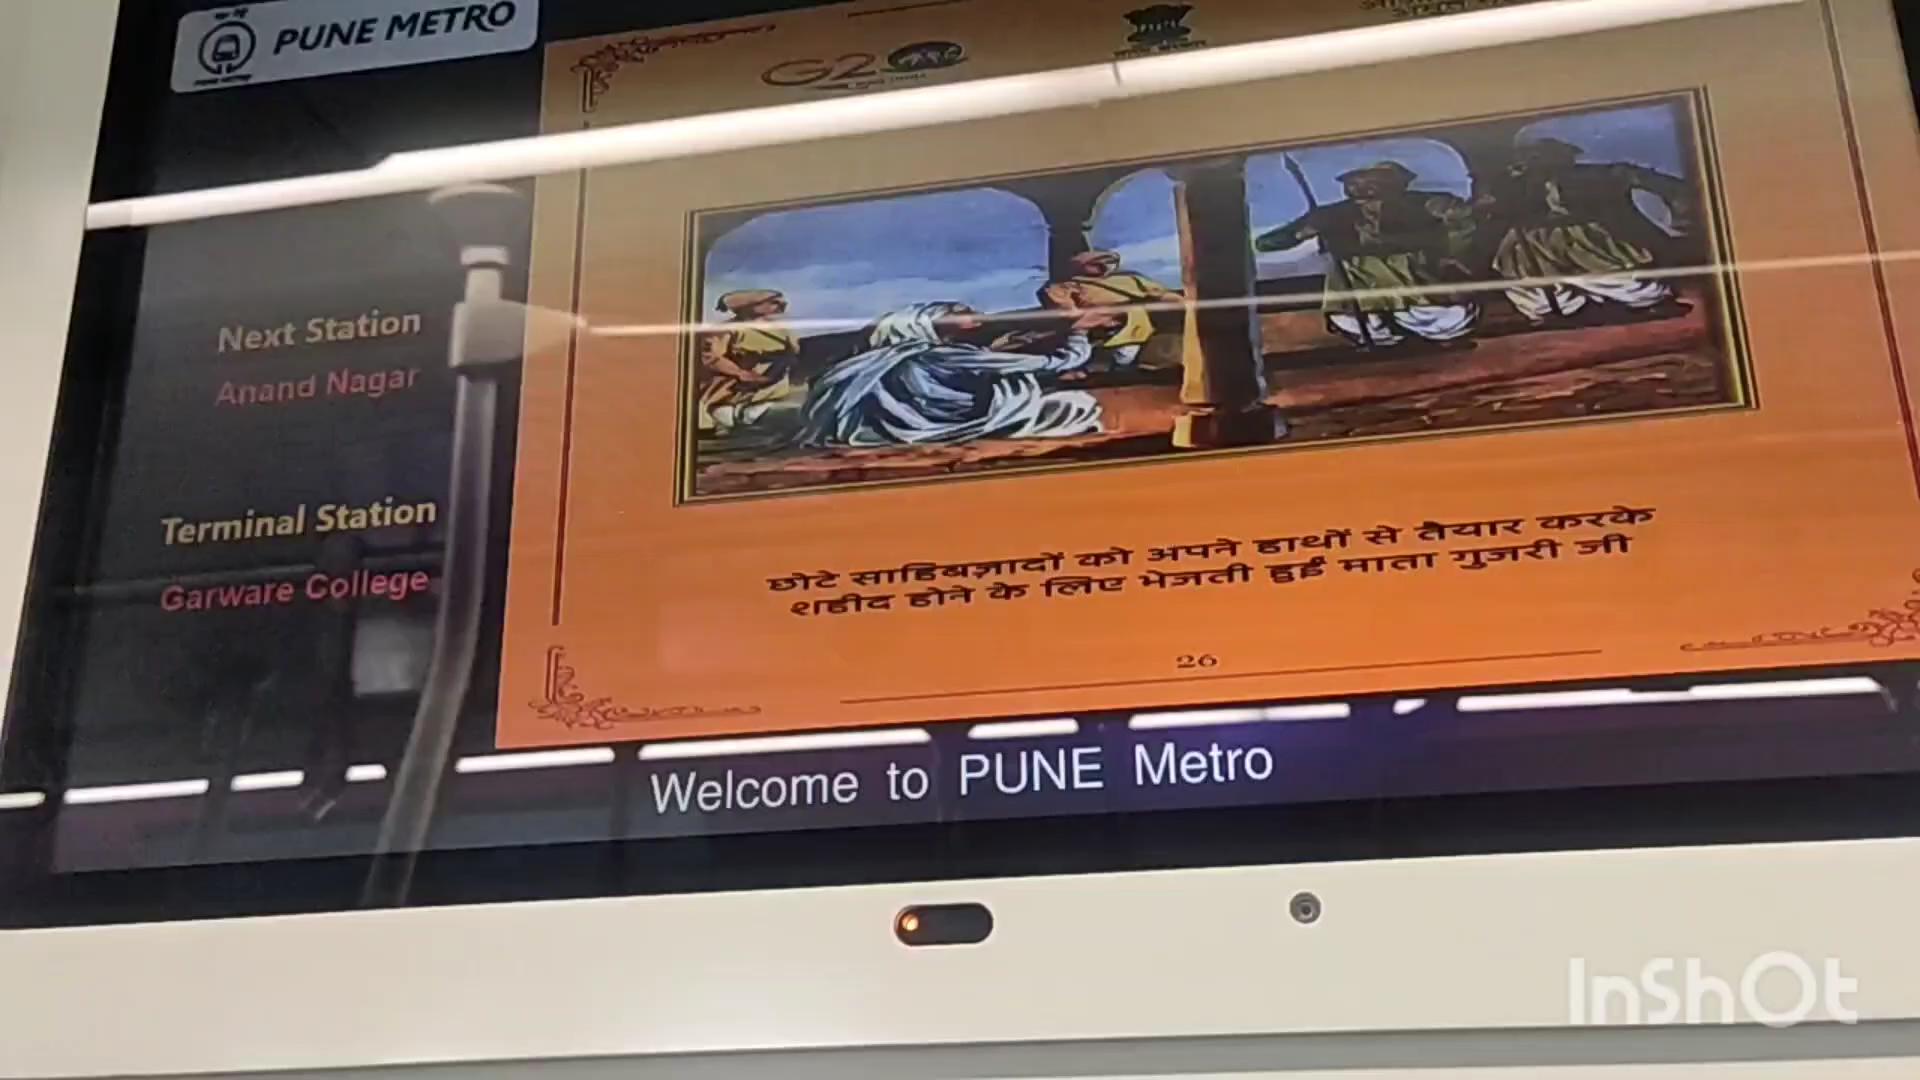 PUNE METRO
G20
Next Station
Anand Nagar
Terminal Station
Garware College
छोटे साहिबज़ादों को अपने हाथों से तैयार करके
शहीद होने के लिए भेजती हुईं माता गुजरी जी
26
Welcome to PUNE Metro
InShOt